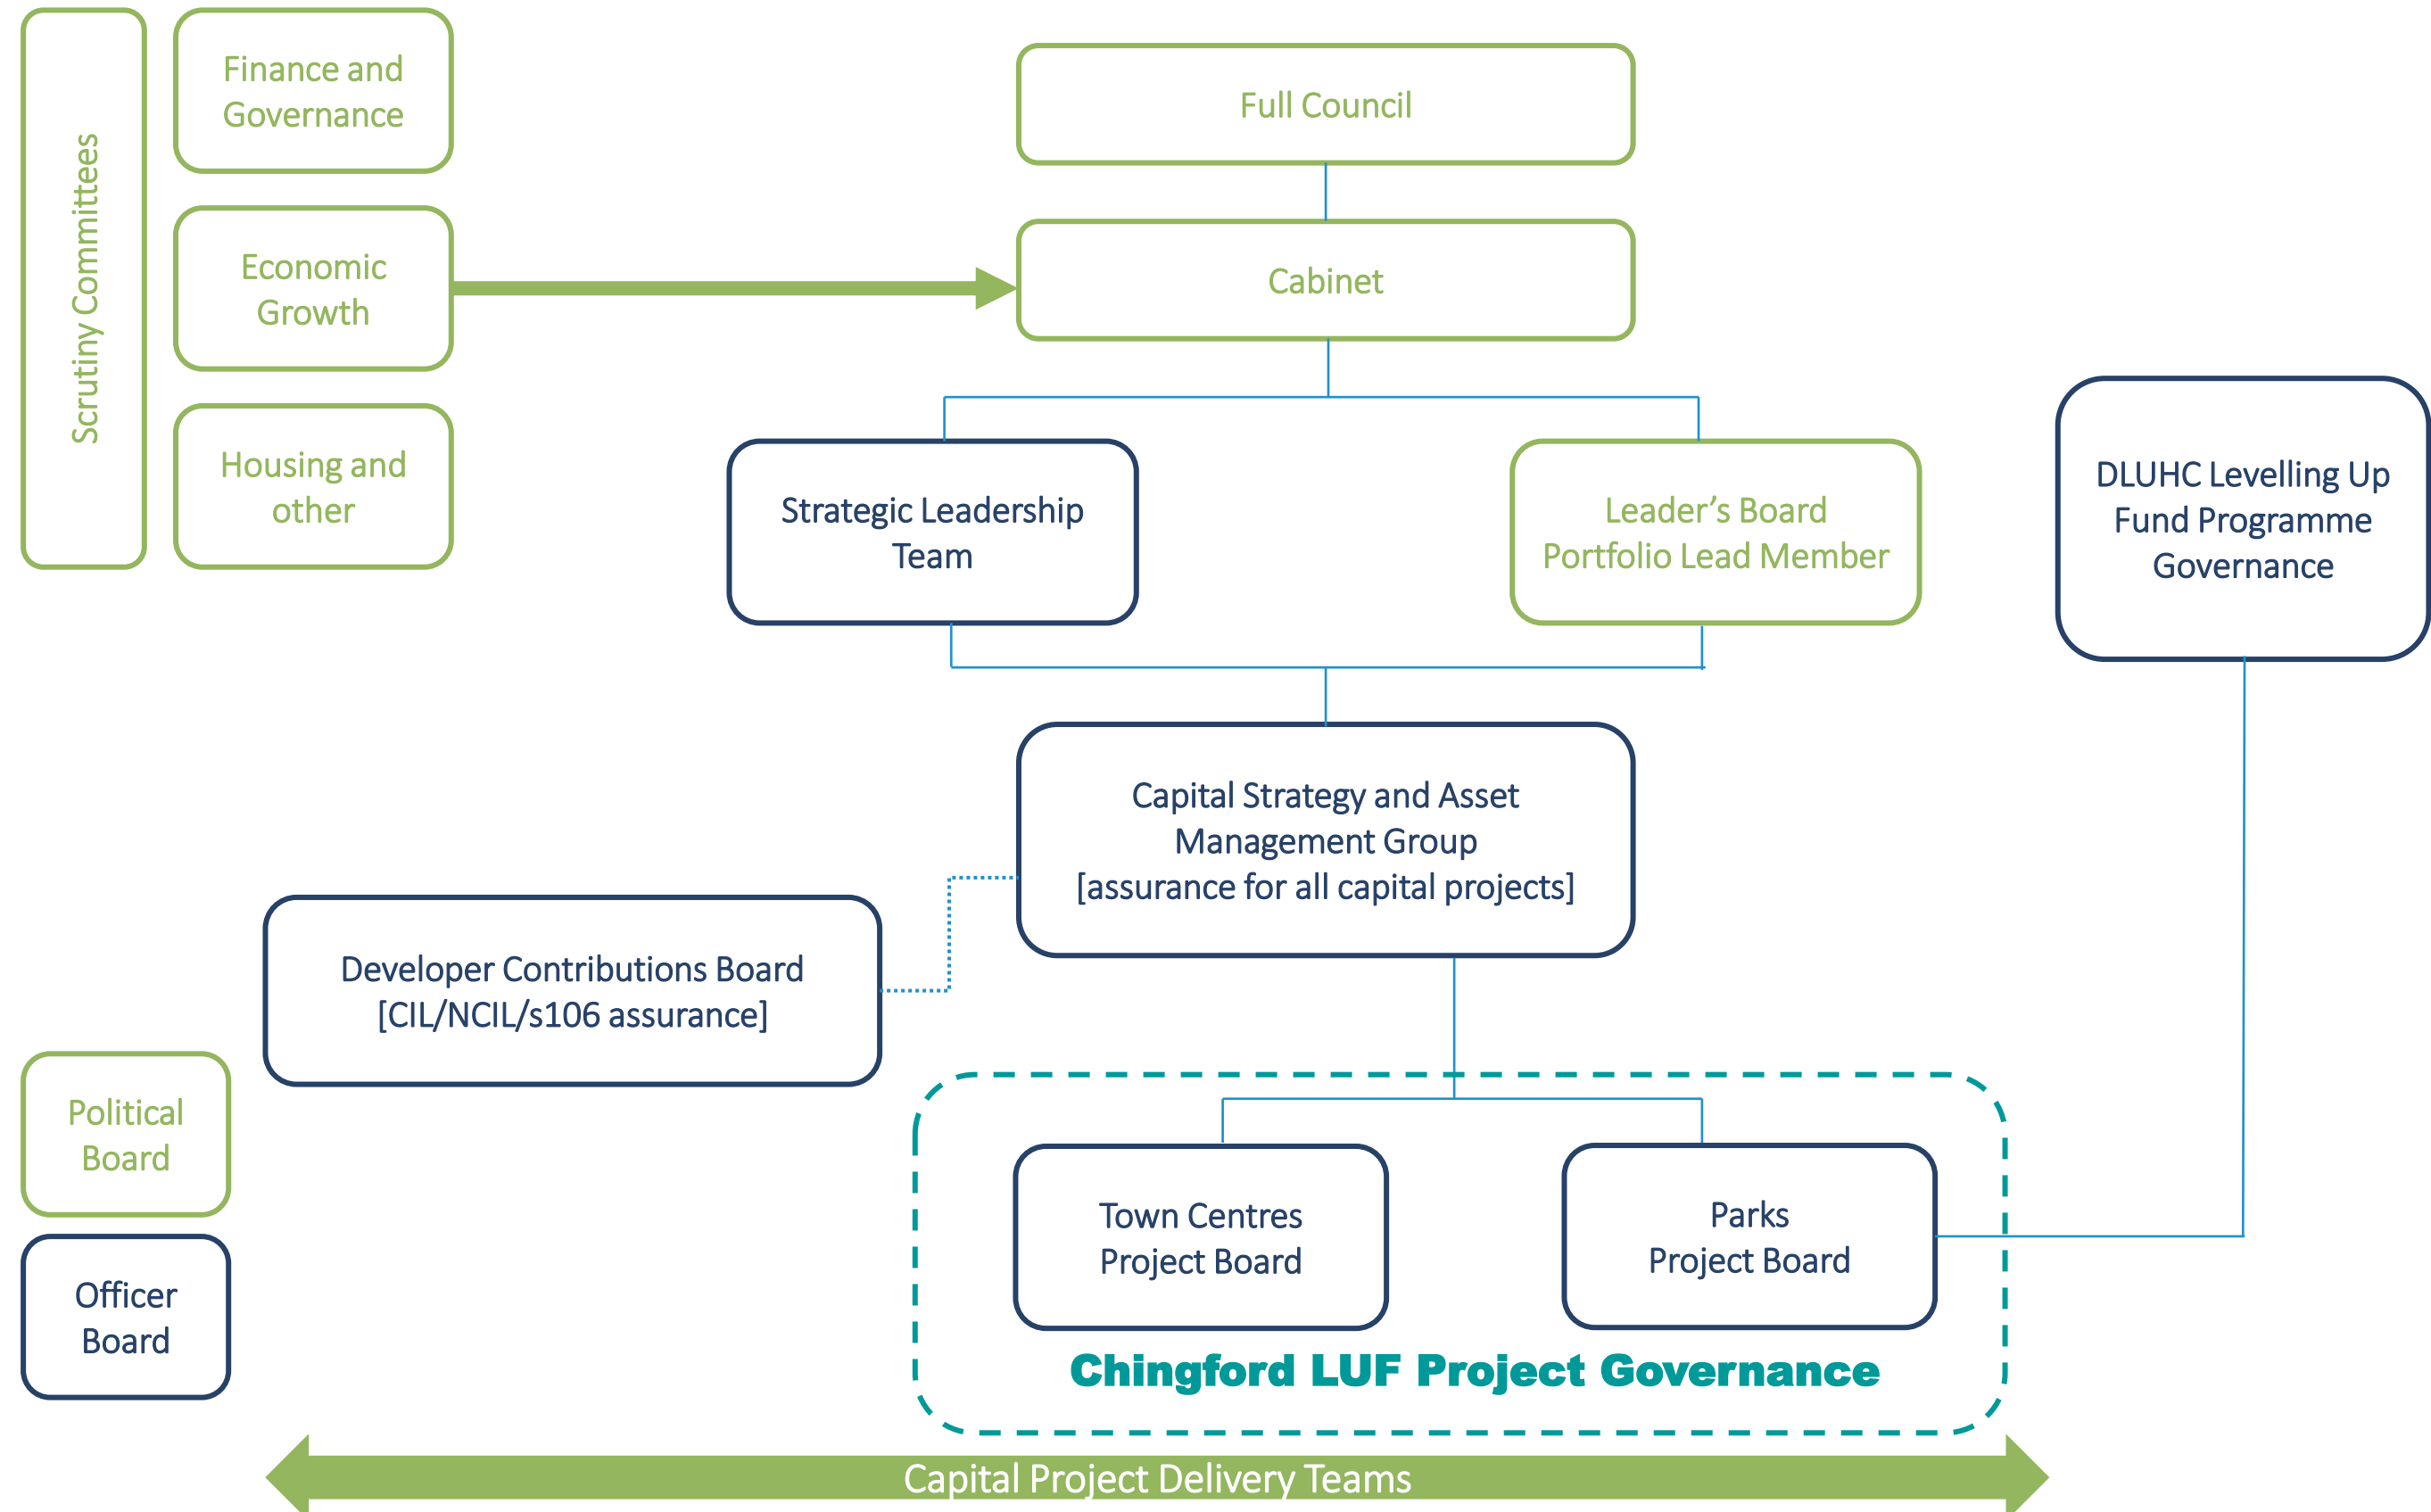 Scrutiny Committees
Finance and
Governance
Economic
Growth
Housing and
other
Full Council
Cabinet
Strategic Leadership
Team
Leader’s Board
Portfolio Lead Member
DLUHC Levelling Up
Fund Programme
Governance
Capital Strategy and Asset
Management Group
[assurance for all capital projects]
Developer Contributions Board
[CIL/NCIL/s106 assurance]
Political
Board
Officer
Board
Town Centres
Project Board
Parks
Project Board
Chingford LUF Project Governance
Capital Project Delivery Teams